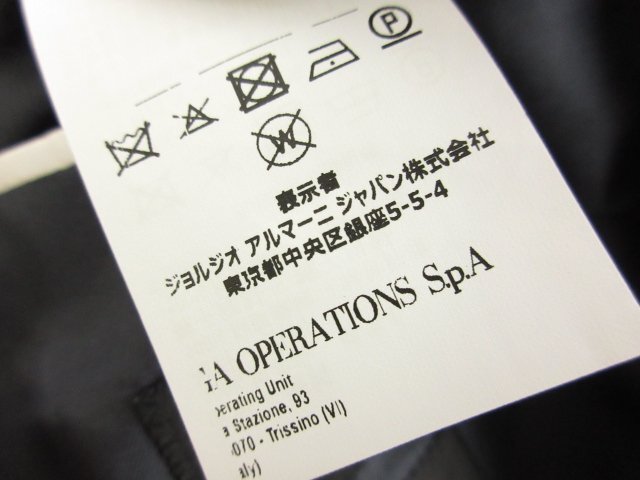 P
W
表示者
ジョルジオ アルマーニ ジャパン株式会社
東京都中央区銀座5-5-4
GA OPERATIONS S.p.A
perating Unit
a Stazione, 93
070 - Trissino (VI)
aly)